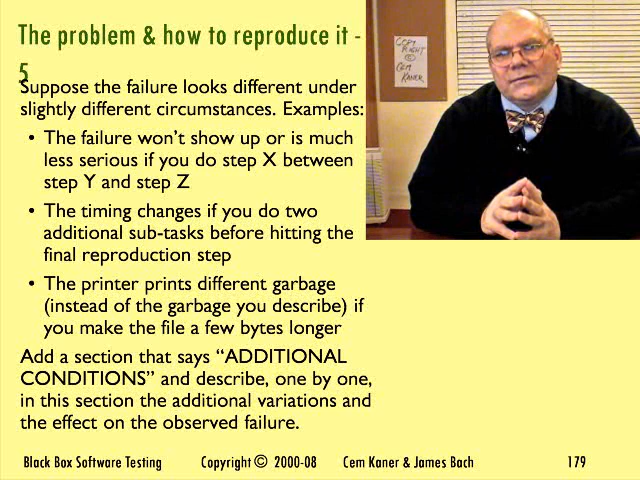 The problem & how to reproduce it -
5
Suppose the failure looks different under
slightly different circumstances. Examples:
• The failure won't show up or is much
less serious if you do step X between
step Y and step Z
• The timing changes if you do two
additional sub-tasks before hitting the
final reproduction step
• The printer prints different garbage
(instead of the garbage you describe) if
you make the file a few bytes longer
Add a section that says “ADDITIONAL
CONDITIONS” and describe, one by one,
in this section the additional variations and
the effect on the observed failure.
COPY
RIGHT
©
CEM
KANER
Black Box Software Testing Copyright © 2000-08 Cem Kaner & James Bach 179